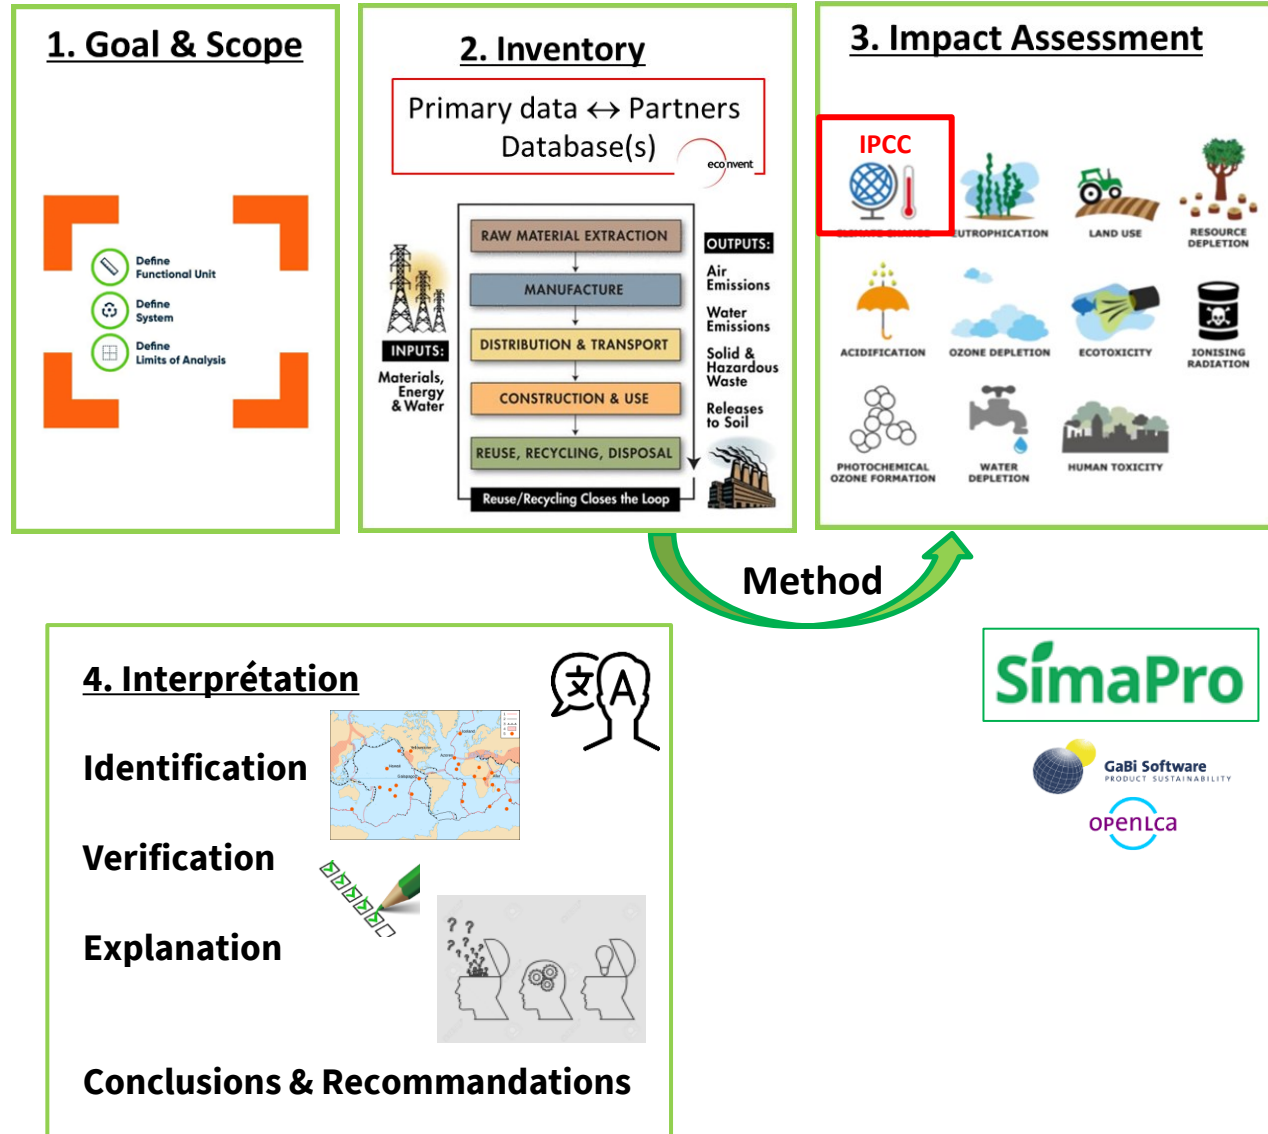 1. Goal & Scope
Define
Functional Unit
Define
System
Define
Limits of Analysis
2. Inventory
Primary data ↔ Partners
Database(s)
ecoinvent
RAW MATERIAL EXTRACTION
MANUFACTURE
DISTRIBUTION & TRANSPORT
CONSTRUCTION & USE
REUSE, RECYCLING, DISPOSAL
Reuse/Recycling Closes the Loop
INPUTS:
Materials,
Energy
& Water
OUTPUTS:
Air
Emissions
Water
Emissions
Solid &
Hazardous
Waste
Releases
to Soil
3. Impact Assessment
IPCC
CLIMATE CHANGE
EUTROPHICATION
LAND USE
RESOURCE
DEPLETION
ACIDIFICATION
OZONE DEPLETION
ECOTOXICITY
IONISING
RADIATION
PHOTOCHEMICAL
OZONE FORMATION
WATER
DEPLETION
HUMAN TOXICITY
Method
4. Interprétation
文 A
Identification
Verification
Explanation
Conclusions & Recommandations
SimaPro
GaBi Software
PRODUCT SUSTAINABILITY
openLca